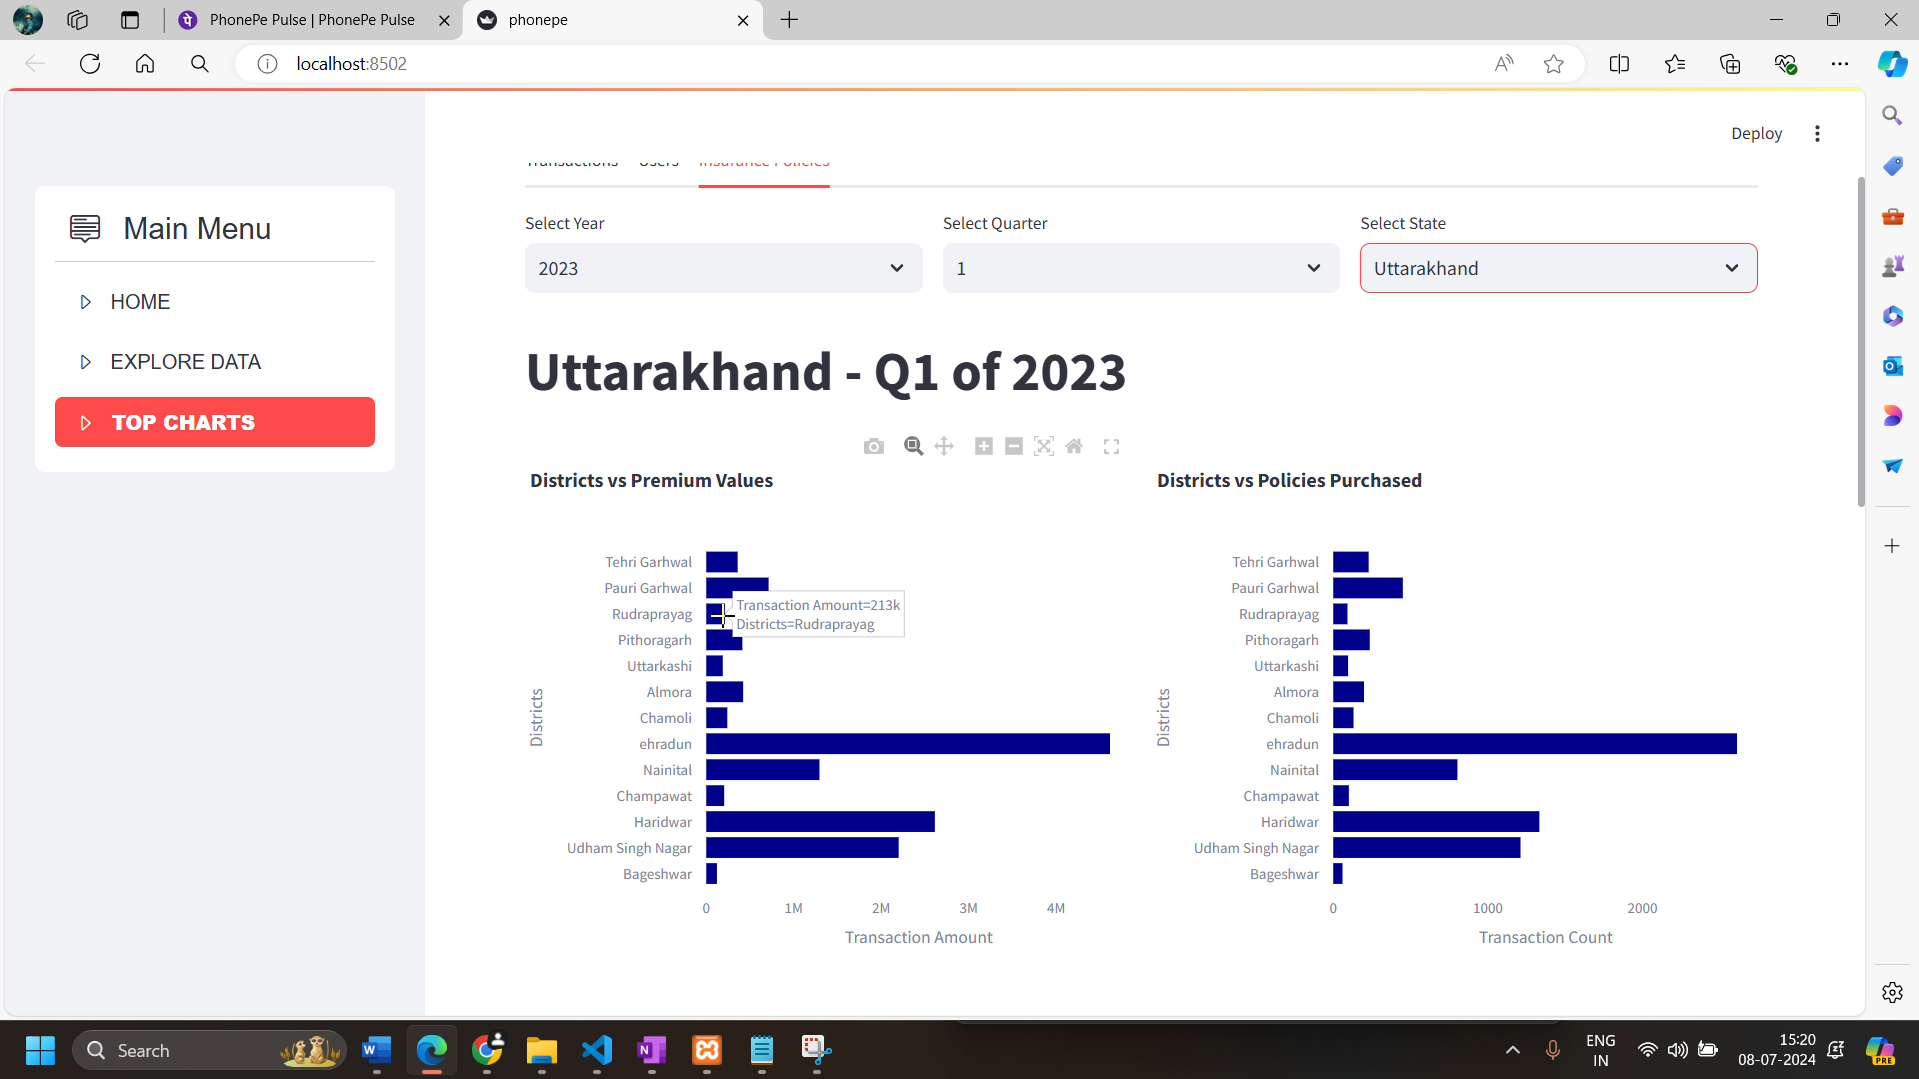 PhonePe Pulse | PhonePe Pulse
phonepe
localhost:8502
Deploy
Transactions Users Insurance Policies
Main Menu
HOME
EXPLORE DATA
TOP CHARTS
Select Year
Select Quarter
Select State
2023
1
Uttarakhand
Uttarakhand - Q1 of 2023
Districts vs Premium Values
Tehri Garhwal
Pauri Garhwal
Rudraprayag
Pithoragarh
Uttarkashi
Almora
Chamoli
ehradun
Nainital
Champawat
Haridwar
Udham Singh Nagar
Bageshwar
Districts
Transaction Amount=213k
Districts=Rudraprayag
0 1M 2M 3M 4M
Transaction Amount
Districts vs Policies Purchased
Tehri Garhwal
Pauri Garhwal
Rudraprayag
Pithoragarh
Uttarkashi
Almora
Chamoli
ehradun
Nainital
Champawat
Haridwar
Udham Singh Nagar
Bageshwar
Districts
0 1000 2000
Transaction Count
Search
ENG
IN
15:20
08-07-2024
PRE